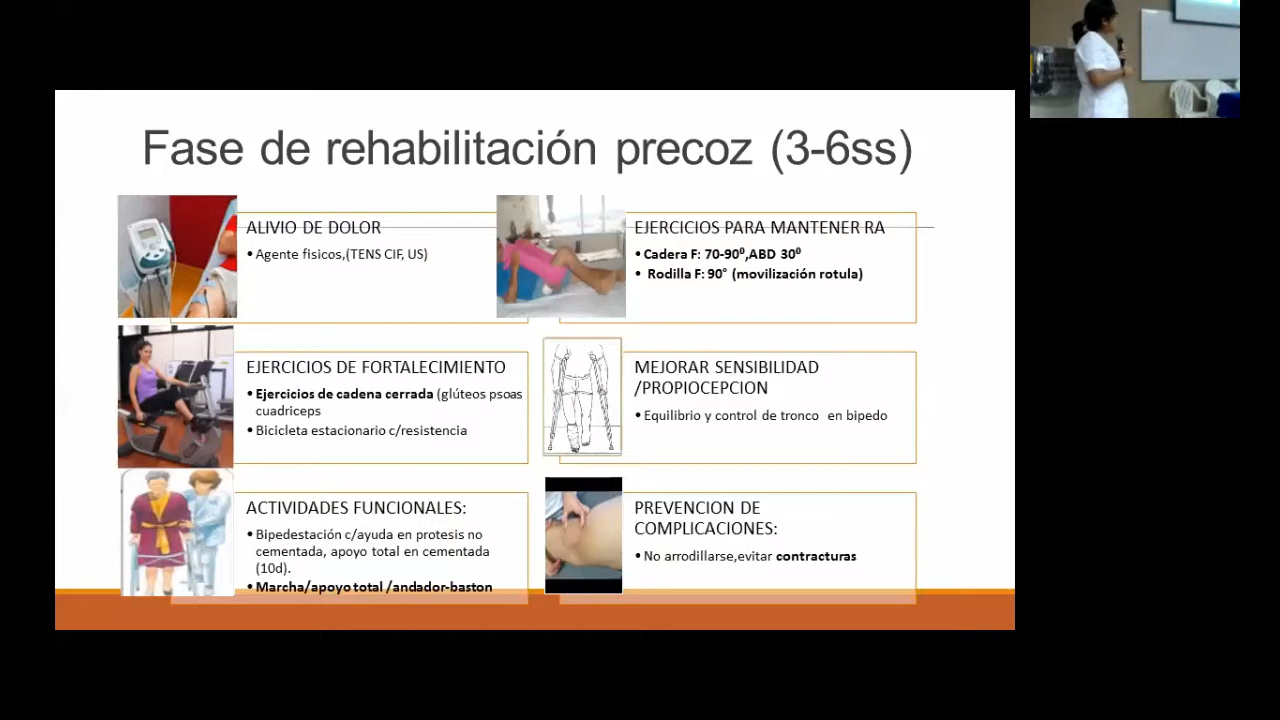 Fase de rehabilitación precoz (3-6ss)
ALIVIO DE DOLOR
•Agente fisicos,(TENS CIF, US)
EJERCICIOS PARA MANTENER RA
•Cadera F: 70-90⁰,ABD 30⁰
• Rodilla F: 90° (movilización rotula)
EJERCICIOS DE FORTALECIMIENTO
•Ejercicios de cadena cerrada (glúteos psoas
cuadriceps
•Bicicleta estacionario c/resistencia
MEJORAR SENSIBILIDAD
/PROPIOCEPCION
•Equilibrio y control de tronco en bipedo
ACTIVIDADES FUNCIONALES:
•Bipedestación c/ayuda en protesis no
cementada, apoyo total en cementada
(10d).
•Marcha/apoyo total /andador-baston
PREVENCION DE
COMPLICACIONES:
•No arrodillarse,evitar contracturas